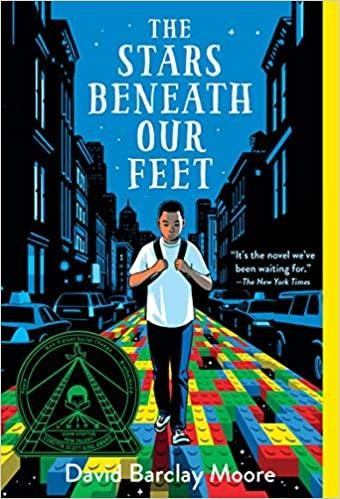 THE
STARS
BENEATH
OUR
FEET
"It's the novel we've
been waiting for."
—The New York Times
David Barclay Moore